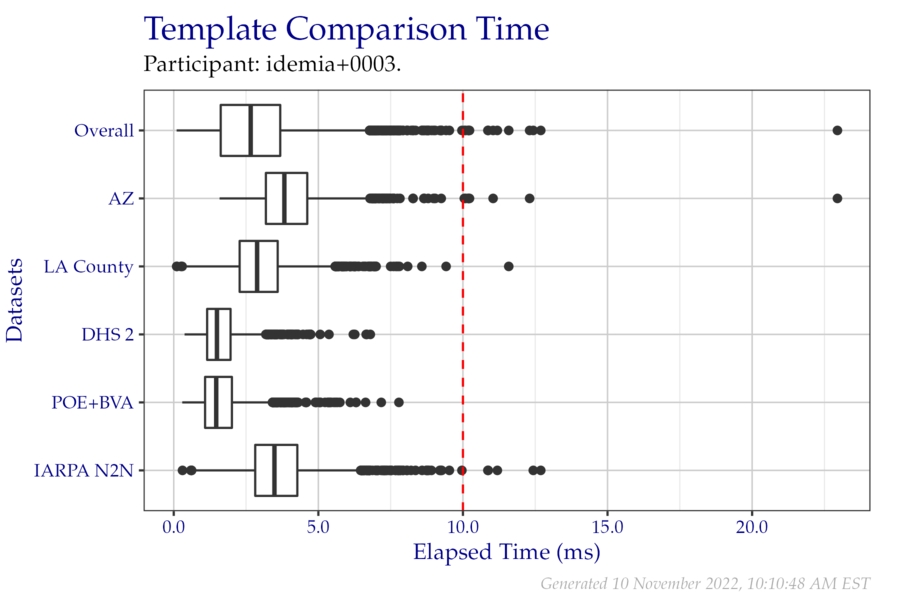 Template Comparison Time
Participant: idemia+0003.
Datasets
Overall
AZ
LA County
DHS 2
POE+BVA
IARPA N2N
0.0 5.0 10.0 15.0 20.0
Elapsed Time (ms)
Generated 10 November 2022, 10:10:48 AM EST